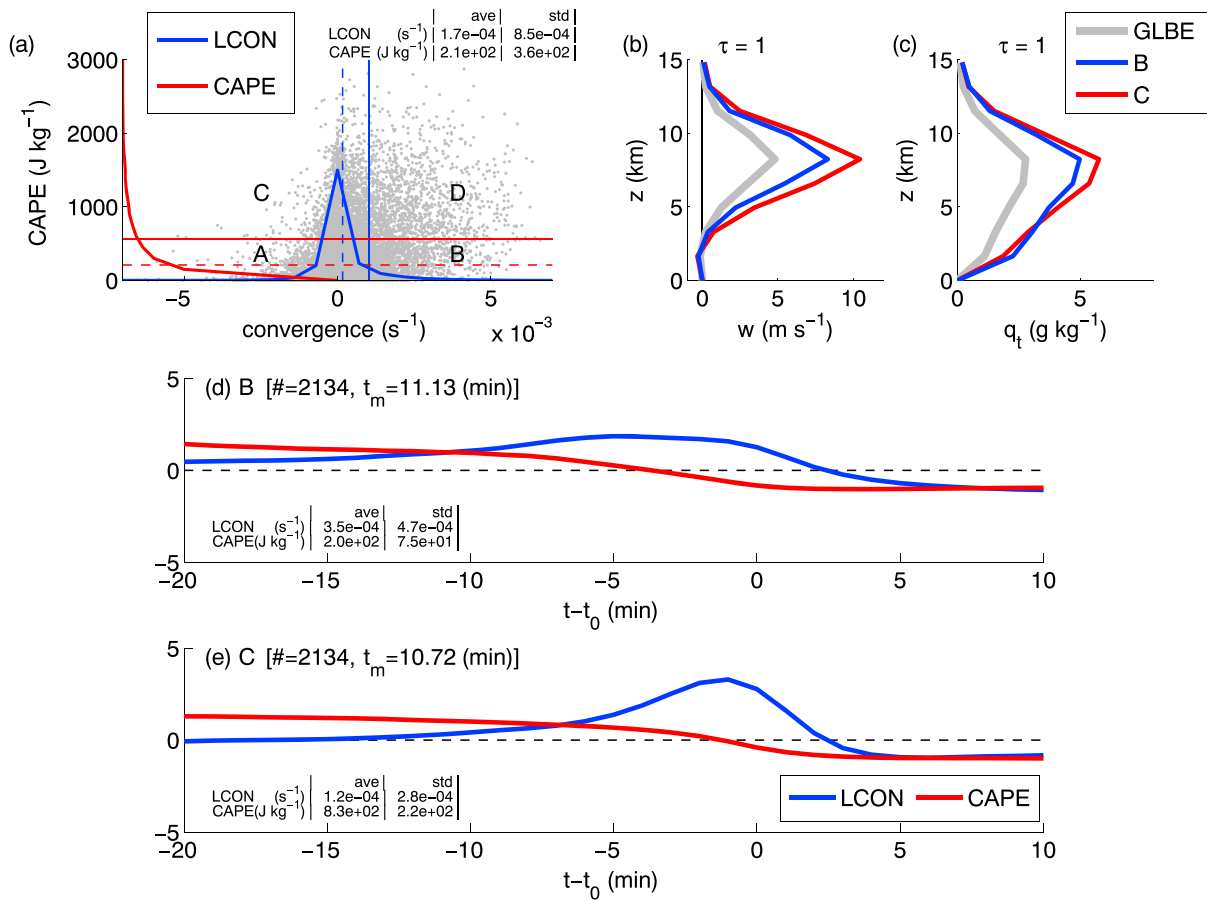 (a)
LCON
CAPE
ave | std
LCON (s⁻¹) | 1.7e−04 | 8.5e−04
CAPE (J kg⁻¹) | 2.1e+02 | 3.6e+02
CAPE (J kg⁻¹)
3000
2000
1000
0
C
D
A
B
−5 0 5
convergence (s⁻¹)
x 10⁻³
(b)
τ = 1
z (km)
15
10
5
0
0 5 10
w (m s⁻¹)
(c)
τ = 1
GLBE
B
C
z (km)
15
10
5
0
0 5
qₜ (g kg⁻¹)
(d) B [#=2134, tₘ=11.13 (min)]
5
0
−5
ave | std
LCON (s⁻¹) | 3.5e−04 | 4.7e−04
CAPE(J kg⁻¹) | 2.0e+02 | 7.5e+01
−20 −15 −10 −5 0 5 10
t−t₀ (min)
(e) C [#=2134, tₘ=10.72 (min)]
5
0
−5
ave | std
LCON (s⁻¹) | 1.2e−04 | 2.8e−04
CAPE(J kg⁻¹) | 8.3e+02 | 2.2e+02
LCON CAPE
−20 −15 −10 −5 0 5 10
t−t₀ (min)